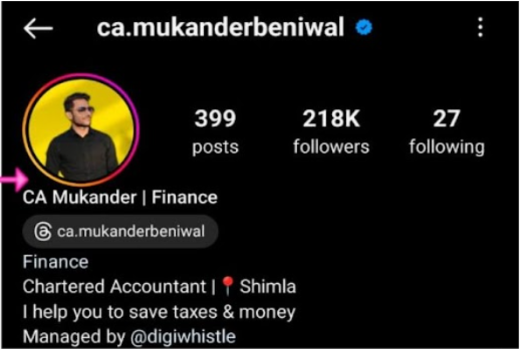 ca.mukanderbeniwal
399 218K 27
posts followers following
CA Mukander | Finance
ca.mukanderbeniwal
Finance
Chartered Accountant | 📍 Shimla
I help you to save taxes & money
Managed by @digiwhistle